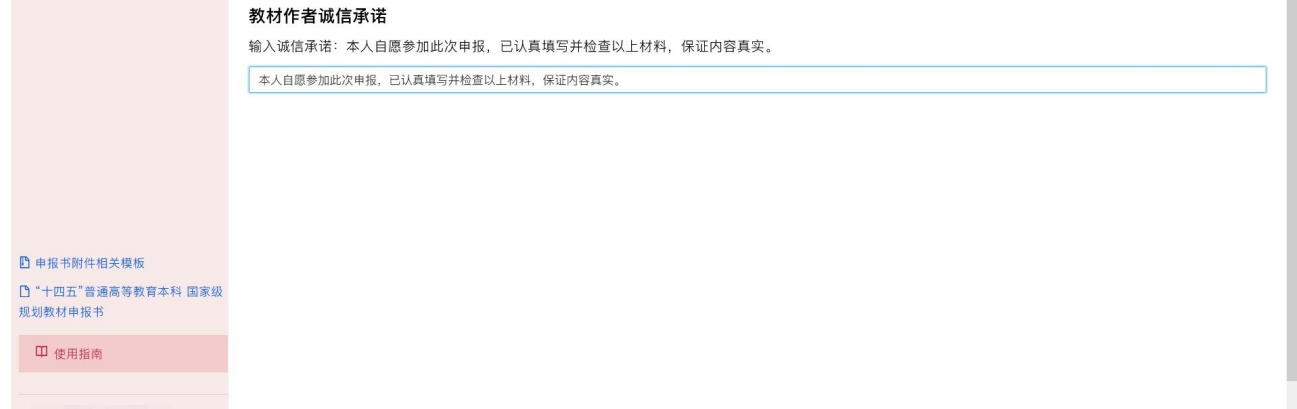 教材作者诚信承诺
输入诚信承诺：本人自愿参加此次申报，已认真填写并检查以上材料，保证内容真实。
本人自愿参加此次申报，已认真填写并检查以上材料，保证内容真实。
申报书附件相关模板
“十四五”普通高等教育本科 国家级
规划教材申报书
使用指南